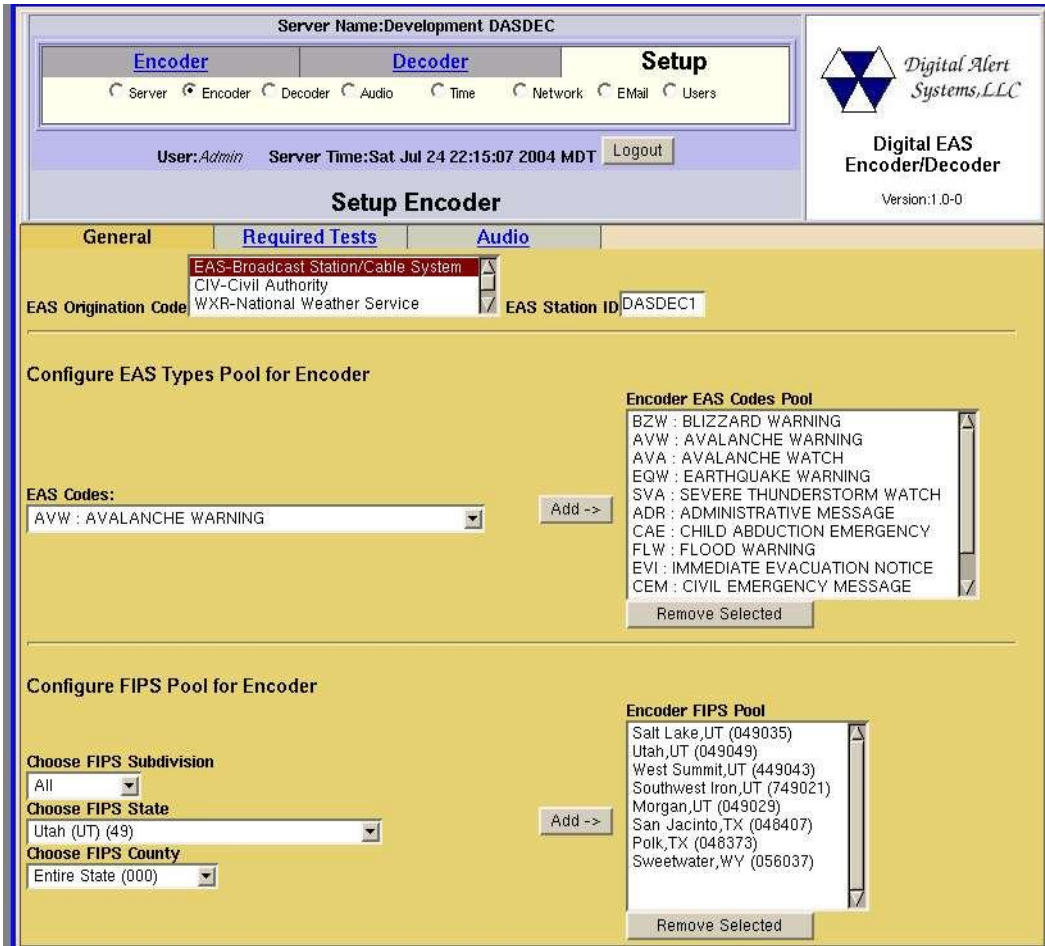 Server Name:Development DASDEC
Encoder Decoder Setup
Server Encoder Decoder Audio Time Network EMail Users
User:Admin Server Time:Sat Jul 24 22:15:07 2004 MDT Logout
Setup Encoder
Digital Alert
Systems,LLC
Digital EAS
Encoder/Decoder
Version:1.0-0
General Required Tests Audio
EAS Origination Code
EAS-Broadcast Station/Cable System
CIV-Civil Authority
WXR-National Weather Service
EAS Station ID DASDEC1
Configure EAS Types Pool for Encoder
EAS Codes:
AVW : AVALANCHE WARNING
Add ->
Encoder EAS Codes Pool
BZW : BLIZZARD WARNING
AVW : AVALANCHE WARNING
AVA : AVALANCHE WATCH
EQW : EARTHQUAKE WARNING
SVA : SEVERE THUNDERSTORM WATCH
ADR : ADMINISTRATIVE MESSAGE
CAE : CHILD ABDUCTION EMERGENCY
FLW : FLOOD WARNING
EVI : IMMEDIATE EVACUATION NOTICE
CEM : CIVIL EMERGENCY MESSAGE
Remove Selected
Configure FIPS Pool for Encoder
Choose FIPS Subdivision
All
Choose FIPS State
Utah (UT) (49)
Choose FIPS County
Entire State (000)
Add ->
Encoder FIPS Pool
Salt Lake,UT (049035)
Utah,UT (049049)
West Summit,UT (449043)
Southwest Iron,UT (749021)
Morgan,UT (049029)
San Jacinto,TX (048407)
Polk,TX (048373)
Sweetwater,WY (056037)
Remove Selected